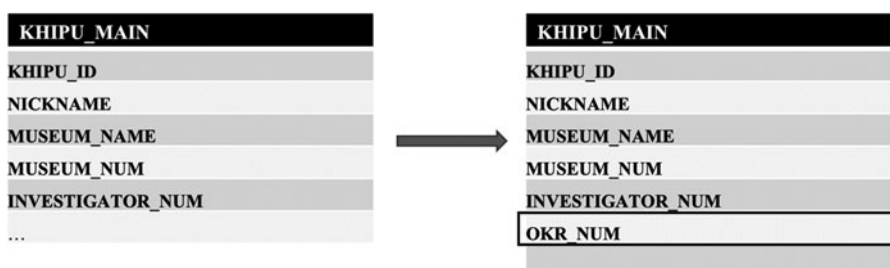 KHIPU_MAIN
KHIPU_ID
NICKNAME
MUSEUM_NAME
MUSEUM_NUM
INVESTIGATOR_NUM
...
KHIPU_MAIN
KHIPU_ID
NICKNAME
MUSEUM_NAME
MUSEUM_NUM
INVESTIGATOR_NUM
OKR_NUM